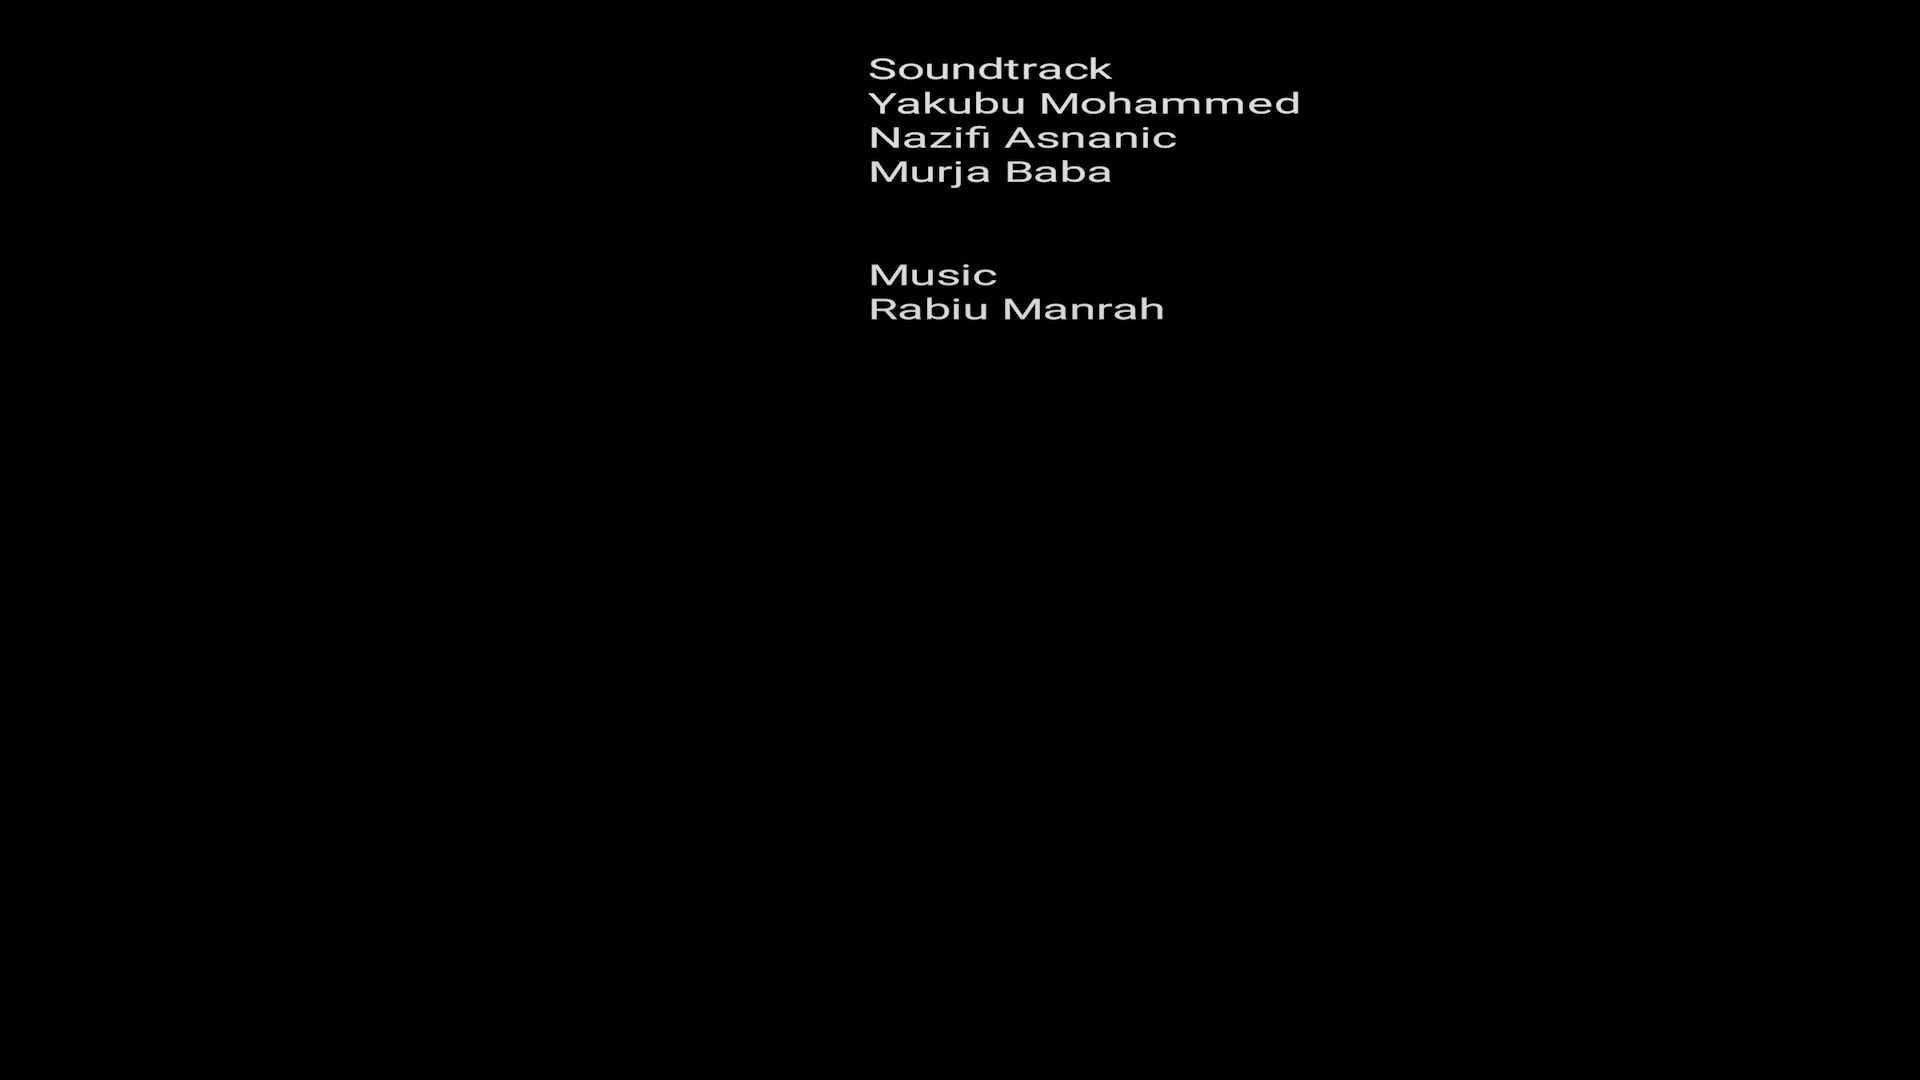 Soundtrack
Yakubu Mohammed
Nazifi Asnanic
Murja Baba
Music
Rabiu Manrah